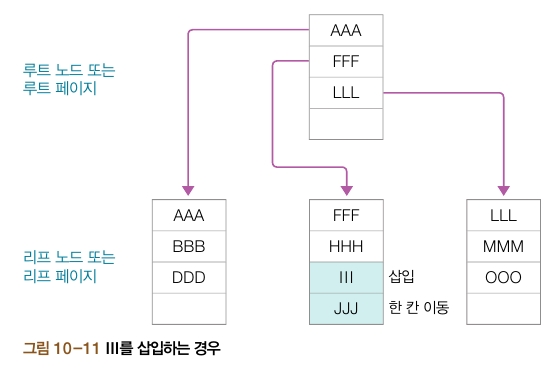 AAA
FFF
LLL
루트 노드 또는
루트 페이지
AAA
BBB
DDD
FFF
HHH
III
JJJ
삽입
한 칸 이동
LLL
MMM
OOO
리프 노드 또는
리프 페이지
그림 10-11 III를 삽입하는 경우